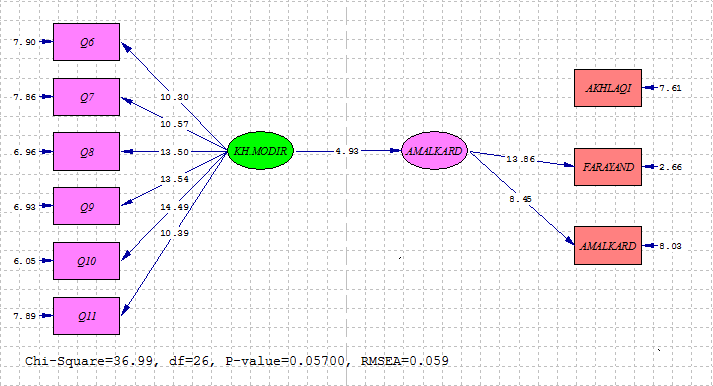 Q6
7.90
AKHLAQI
7.61
Q7
7.86
10.30
10.57
Q8
6.96
13.50
KH.MODIR
4.93
AMALKARD
13.86
FARAYAND
2.66
13.54
8.45
Q9
6.93
14.49
10.39
AMALKARD
8.03
Q10
6.05
Q11
7.89
Chi-Square=36.99, df=26, P-value=0.05700, RMSEA=0.059